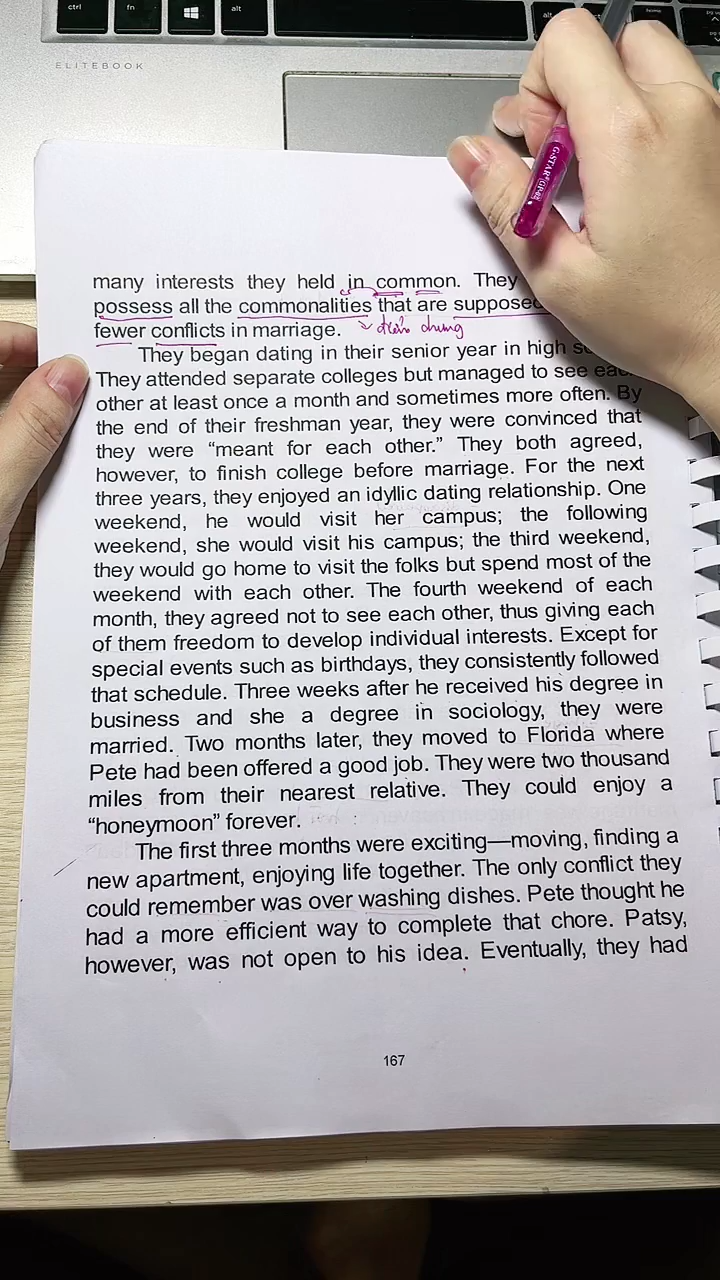 ctrl fn alt alt
ELITEBOOK
G-STAR
many interests they held in common. They
possess all the commonalities that are
fewer conflicts in marriage. điểm chung
They began dating in their senior year in high
They attended separate colleges but managed to see
other at least once a month and sometimes more often. By
the end of their freshman year, they were convinced that
they were “meant for each other.” They both agreed,
however, to finish college before marriage. For the next
three years, they enjoyed an idyllic dating relationship. One
weekend, he would visit her campus; the following
weekend, she would visit his campus; the third weekend,
they would go home to visit the folks but spend most of the
weekend with each other. The fourth weekend of each
month, they agreed not to see each other, thus giving each
of them freedom to develop individual interests. Except for
special events such as birthdays, they consistently followed
that schedule. Three weeks after he received his degree in
business and she a degree in sociology, they were
married. Two months later, they moved to Florida where
Pete had been offered a good job. They were two thousand
miles from their nearest relative. They could enjoy a
“honeymoon” forever.
The first three months were exciting—moving, finding a
new apartment, enjoying life together. The only conflict they
could remember was over washing dishes. Pete thought he
had a more efficient way to complete that chore. Patsy,
however, was not open to his idea. Eventually, they had
167